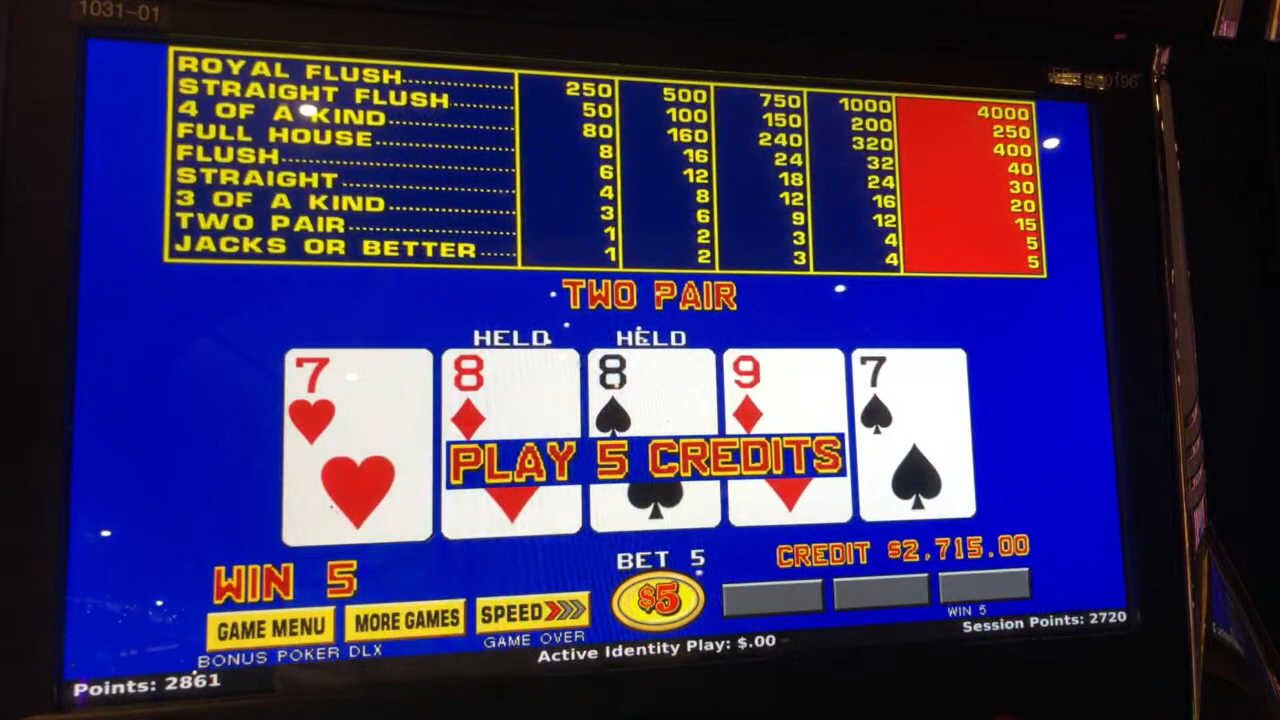 1031-01
ROYAL FLUSH 250 500 750 1000 4000
STRAIGHT FLUSH 50 100 150 200 250
4 OF A KIND 80 160 240 320 400
FULL HOUSE 8 16 24 32 40
FLUSH 6 12 18 24 30
STRAIGHT 4 8 12 16 20
3 OF A KIND 3 6 9 12 15
TWO PAIR 1 2 3 4 5
JACKS OR BETTER 1 2 3 4 5
TWO PAIR
HELD HELD
7 8 8 9 7
PLAY 5 CREDITS
WIN 5 BET 5 CREDIT $2,715.00
GAME MENU MORE GAMES SPEED $5
BONUS POKER DLX GAME OVER WIN 5
Points: 2861 Active Identity Play: $.00 Session Points: 2720